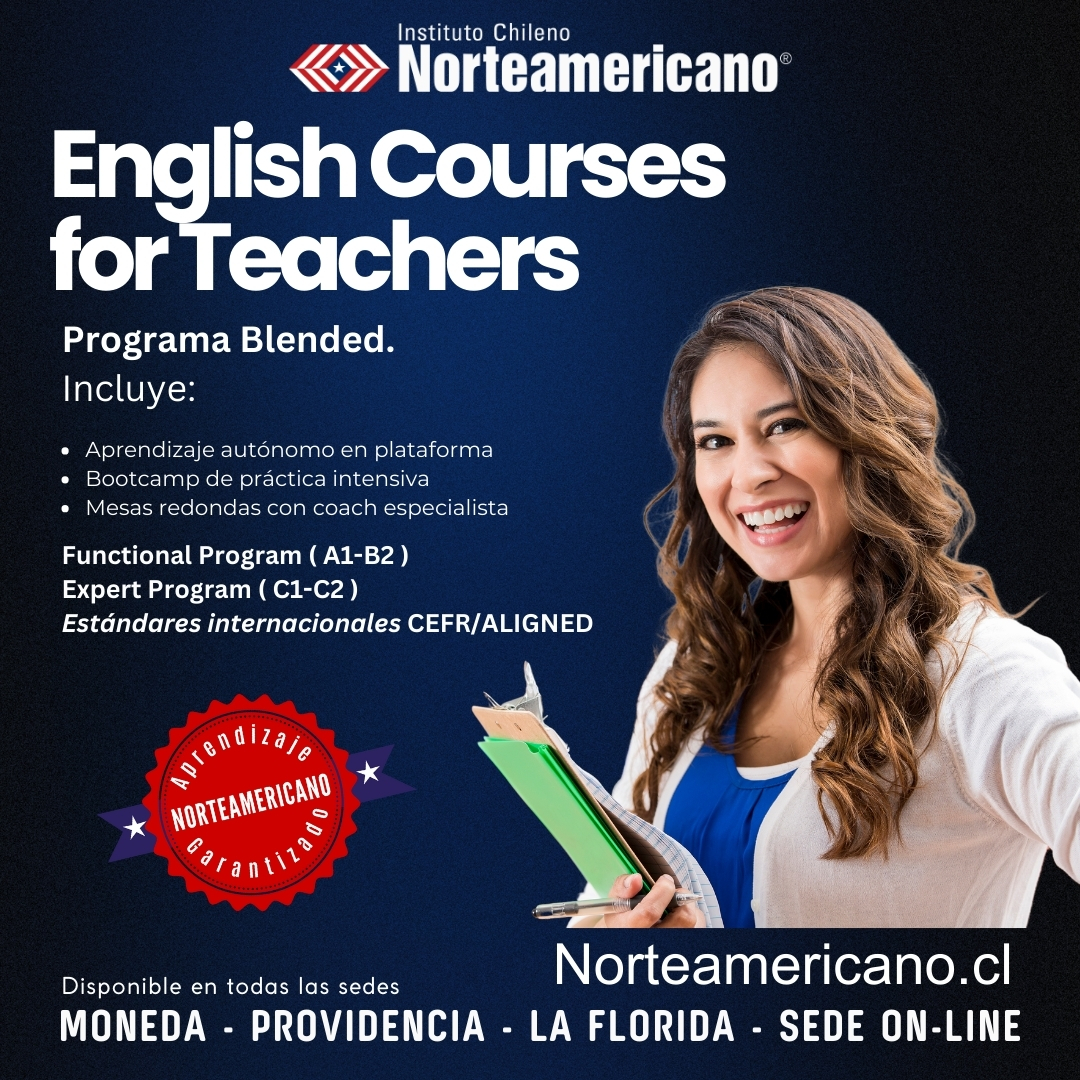 Instituto Chileno
Norteamericano®
English Courses
for Teachers
Programa Blended.
Incluye:
• Aprendizaje autónomo en plataforma
• Bootcamp de práctica intensiva
• Mesas redondas con coach especialista
Functional Program ( A1-B2 )
Expert Program ( C1-C2 )
Estándares internacionales CEFR/ALIGNED
Aprendizaje
NORTEAMERICANO
Garantizado
Norteamericano.cl
Disponible en todas las sedes
MONEDA - PROVIDENCIA - LA FLORIDA - SEDE ON-LINE